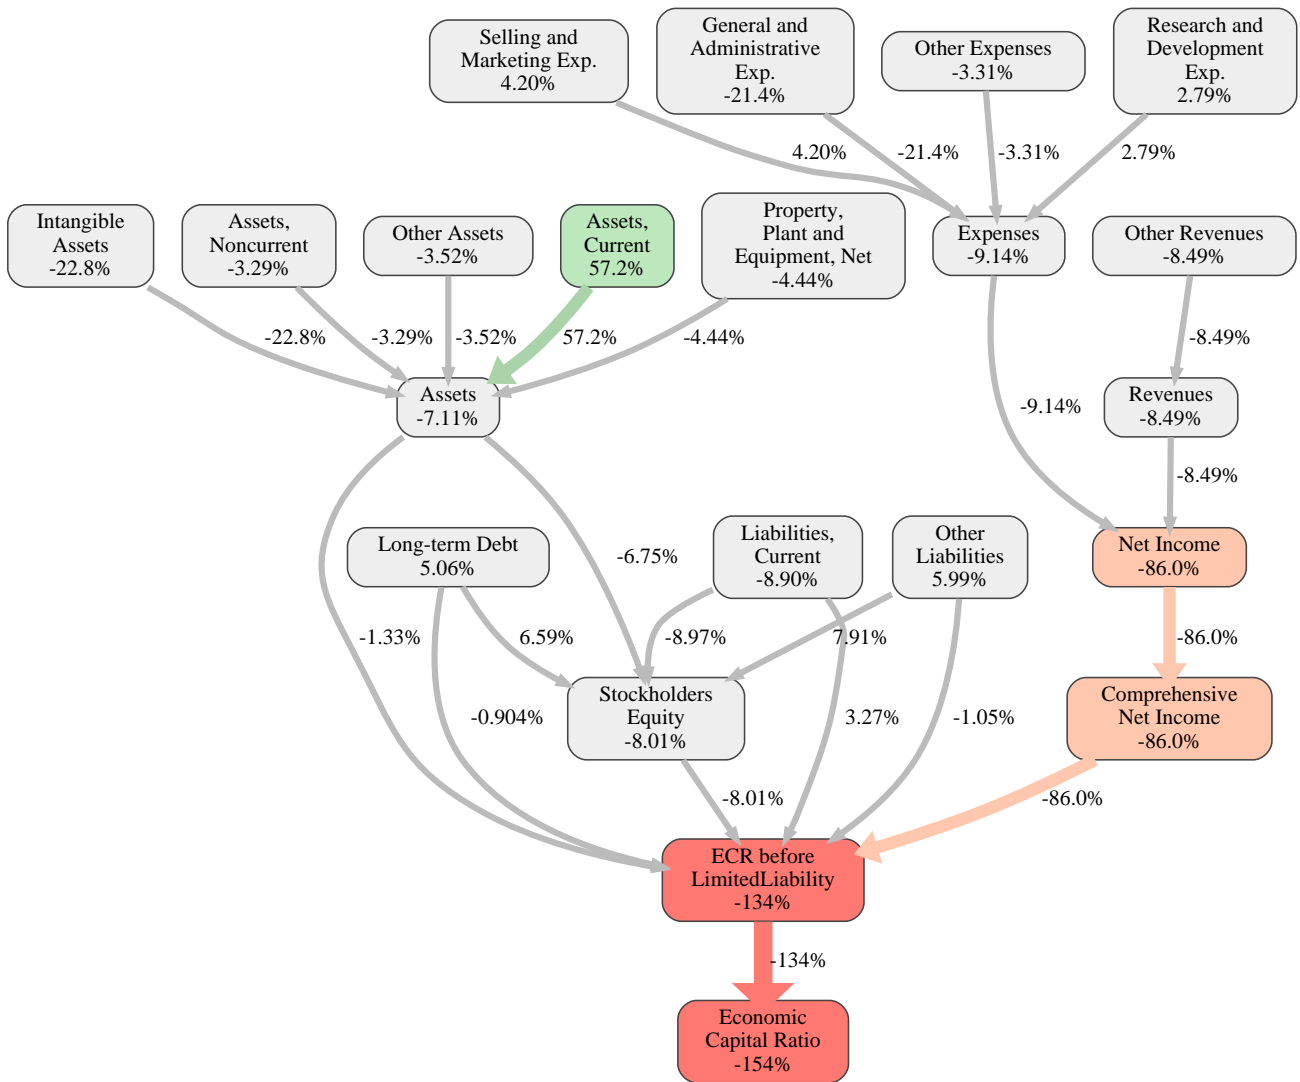 Selling and
Marketing Exp.
4.20%
General and
Administrative
Exp.
-21.4%
Other Expenses
-3.31%
Research and
Development
Exp.
2.79%
4.20%
-21.4%
-3.31%
2.79%
Intangible
Assets
-22.8%
Assets,
Noncurrent
-3.29%
Other Assets
-3.52%
Assets,
Current
57.2%
Property,
Plant and
Equipment, Net
-4.44%
Expenses
-9.14%
Other Revenues
-8.49%
-22.8%
-3.29%
-3.52%
57.2%
-4.44%
-8.49%
Assets
-7.11%
-9.14%
Revenues
-8.49%
-8.49%
Long-term Debt
5.06%
-6.75%
Liabilities,
Current
-8.90%
Other
Liabilities
5.99%
Net Income
-86.0%
-1.33%
6.59%
-8.97%
7.91%
-86.0%
-0.904%
Stockholders
Equity
-8.01%
3.27%
-1.05%
Comprehensive
Net Income
-86.0%
-8.01%
-86.0%
ECR before
LimitedLiability
-134%
-134%
Economic
Capital Ratio
-154%